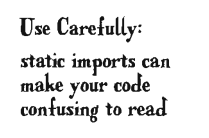 Use Carefully:
static imports can
make your code
confusing to read